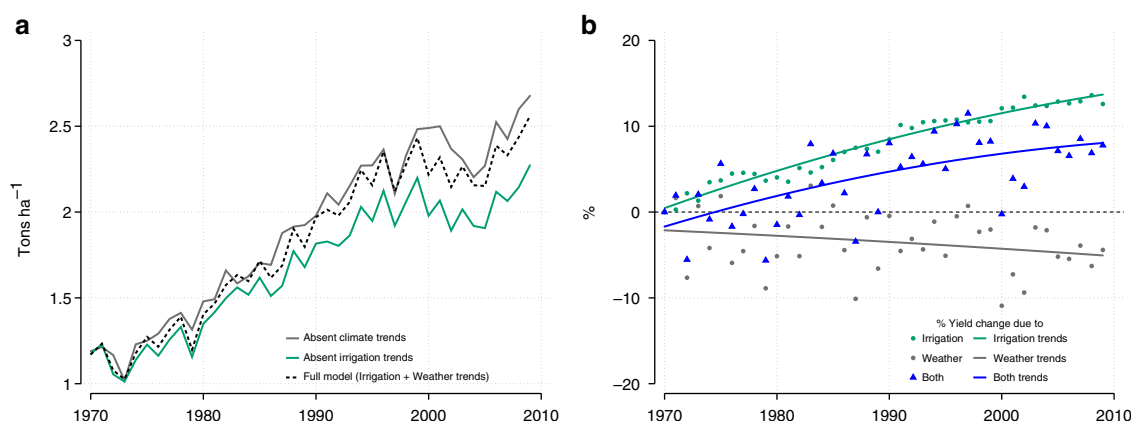 a
Tons ha⁻¹
3
2.5
2
1.5
1
Absent climate trends
Absent irrigation trends
Full model (Irrigation + Weather trends)
1970 1980 1990 2000 2010
b
%
20
10
0
−10
−20
% Yield change due to
Irrigation Irrigation trends
Weather Weather trends
Both Both trends
1970 1980 1990 2000 2010